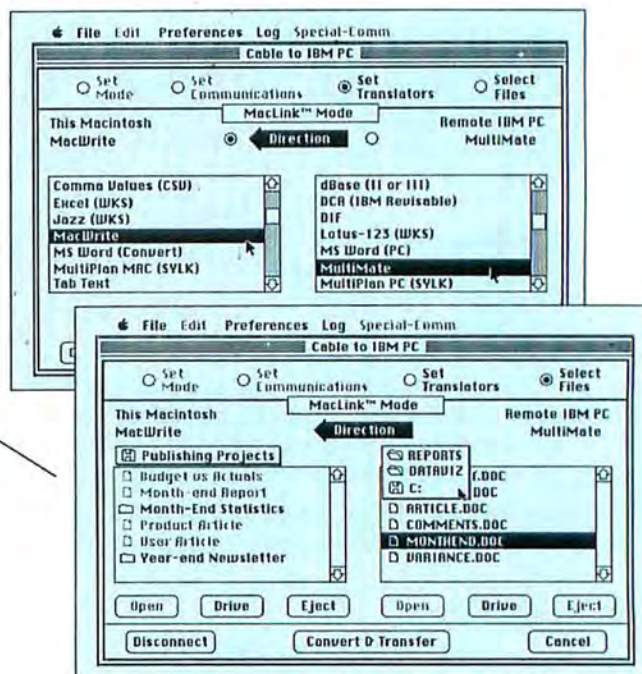 File Edit Preferences Log Special-Comm
Cable to IBM PC
Set Mode
Set Communications
Set Translators
Select Files
MacLink™ Mode
This Macintosh
MacWrite
Direction
Remote IBM PC
MultiMate
Comma Values (CSV)
Excel (WKS)
Jazz (WKS)
MacWrite
MS Word (Convert)
MultiPlan MAC (SYLK)
Tab Text
dBase (II or III)
DCA (IBM Revisable)
DIF
Lotus-123 (WKS)
MS Word (PC)
MultiMate
MultiPlan PC (SYLK)
File Edit Preferences Log Special-Comm
Cable to IBM PC
Set Mode
Set Communications
Set Translators
Select Files
MacLink™ Mode
This Macintosh
MacWrite
Direction
Remote IBM PC
MultiMate
Publishing Projects
Budget vs Actuals
Month-end Report
Month-End Statistics
Product Article
User Article
Year-end Newsletter
REPORTS
DATAVIZ
C:
.DOC
ARTICLE.DOC
COMMENTS.DOC
MONTHEND.DOC
VARIANCE.DOC
Open Drive Eject Open Drive Eject
Disconnect Convert & Transfer Cancel